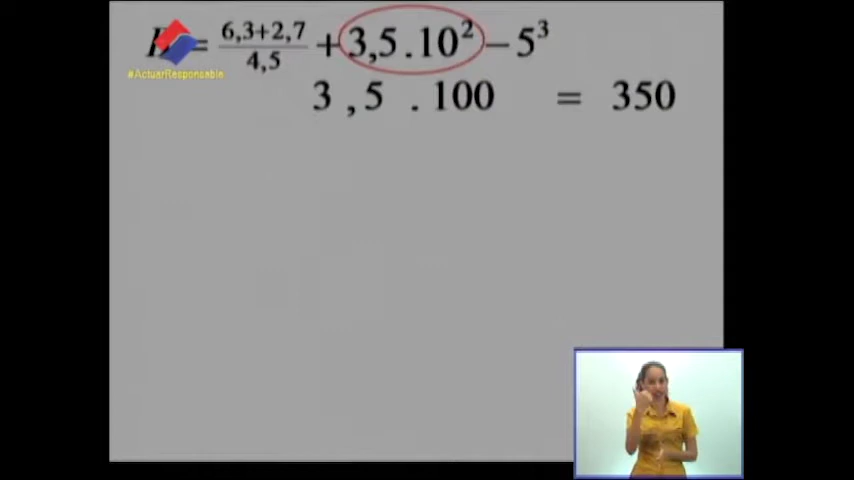 = 6,3+2,7/4,5 + 3,5 . 10² − 5³
#ActuarResponsable
3 , 5 . 100 = 350